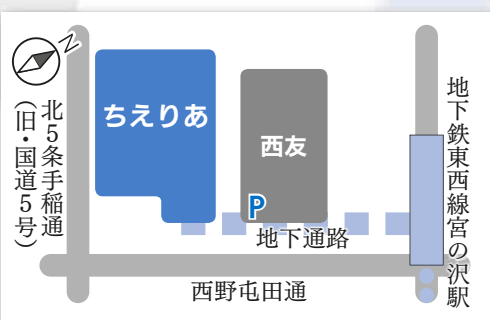 N
北5条手稲通
(旧・国道5号)
ちえりあ
西友
P
地下通路
地下鉄東西線宮の沢駅
西野屯田通